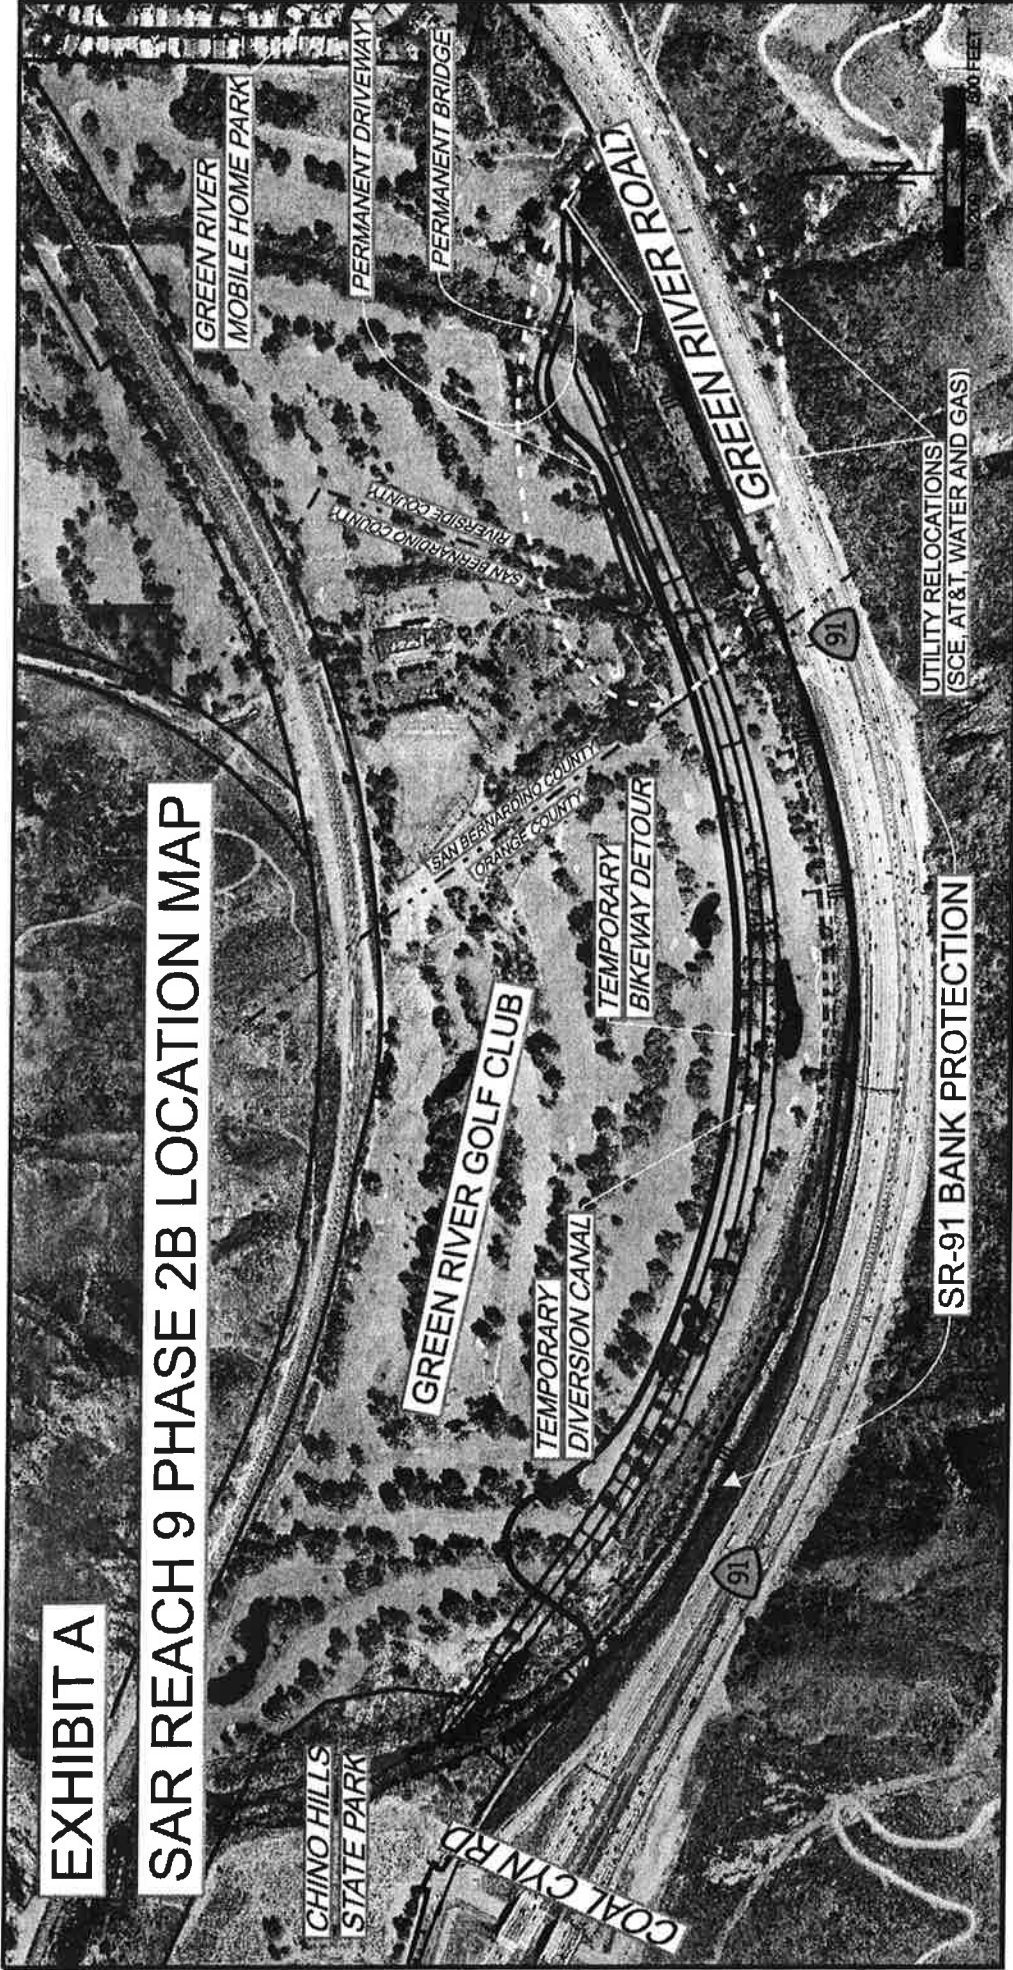 EXHIBIT A
SAR REACH 9 PHASE 2B LOCATION MAP
GREEN RIVER
MOBILE HOME PARK
PERMANENT DRIVEWAY
PERMANENT BRIDGE
CHINO HILLS
STATE PARK
COAL CYN RD
GREEN RIVER GOLF CLUB
TEMPORARY
DIVERSION CANAL
TEMPORARY
BIKEWAY DETOUR
SAN BERNARDINO COUNTY
ORANGE COUNTY
SAN BERNARDINO COUNTY
RIVERSIDE COUNTY
GREEN RIVER ROAD
91
91
SR-91 BANK PROTECTION
UTILITY RELOCATIONS
(SCE, AT&T, WATER AND GAS)
N
FEET